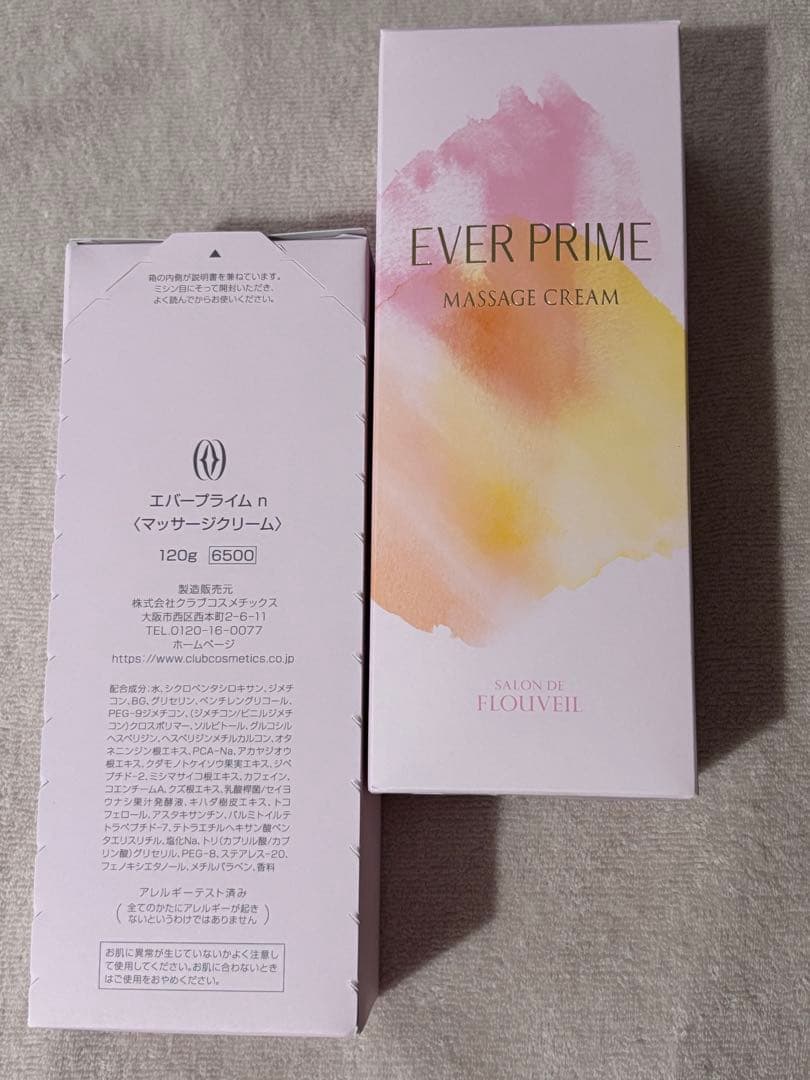 ▲
箱の内側が説明書を兼ねています。
ミシン目にそって開封いただき、
よく読んでからお使いください。
エバープライム n
〈マッサージクリーム〉
120g 6500
製造販売元
株式会社クラブコスメチックス
大阪市西区西本町2-6-11
TEL.0120-16-0077
ホームページ
https://www.clubcosmetics.co.jp
配合成分:水、シクロペンタシロキサン、ジメチ
コン、BG、グリセリン、ペンチレングリコール、
PEG-9ジメチコン、(ジメチコン/ビニルジメチ
コン)クロスポリマー、ソルビトール、グルコシル
ヘスペリジン、ヘスペリジンメチルカルコン、オタ
ネニンジン根エキス、PCA-Na、アカヤジオウ
根エキス、クダモノトケイソウ果実エキス、ジペ
プチド-2、ミシマサイコ根エキス、カフェイン、
コエンチームA、クズ根エキス、乳酸桿菌/セイヨ
ウナシ果汁発酵液、キハダ樹皮エキス、トコ
フェロール、アスタキサンチン、パルミトイルテ
トラペプチド-7、テトラエチルヘキサン酸ペン
タエリスリチル、塩化Na、トリ(カプリル酸/カプ
リン酸)グリセリル、PEG-8、ステアレス-20、
フェノキシエタノール、メチルパラベン、香料
アレルギーテスト済み
(全てのかたにアレルギーが起き
ないというわけではありません)
お肌に異常が生じていないかよく注意し
て使用してください。お肌に合わないとき
はご使用をおやめください。
EVER PRIME
MASSAGE CREAM
SALON DE
FLOUVEIL